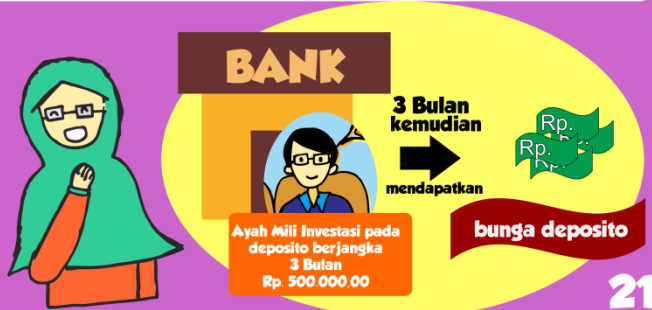 BANK
3 Bulan
kemudian
mendapatkan
Rp.
Rp.
Ayah Mili Investasi pada
deposito berjangka
3 Bulan
Rp. 500.000,00
bunga deposito
21